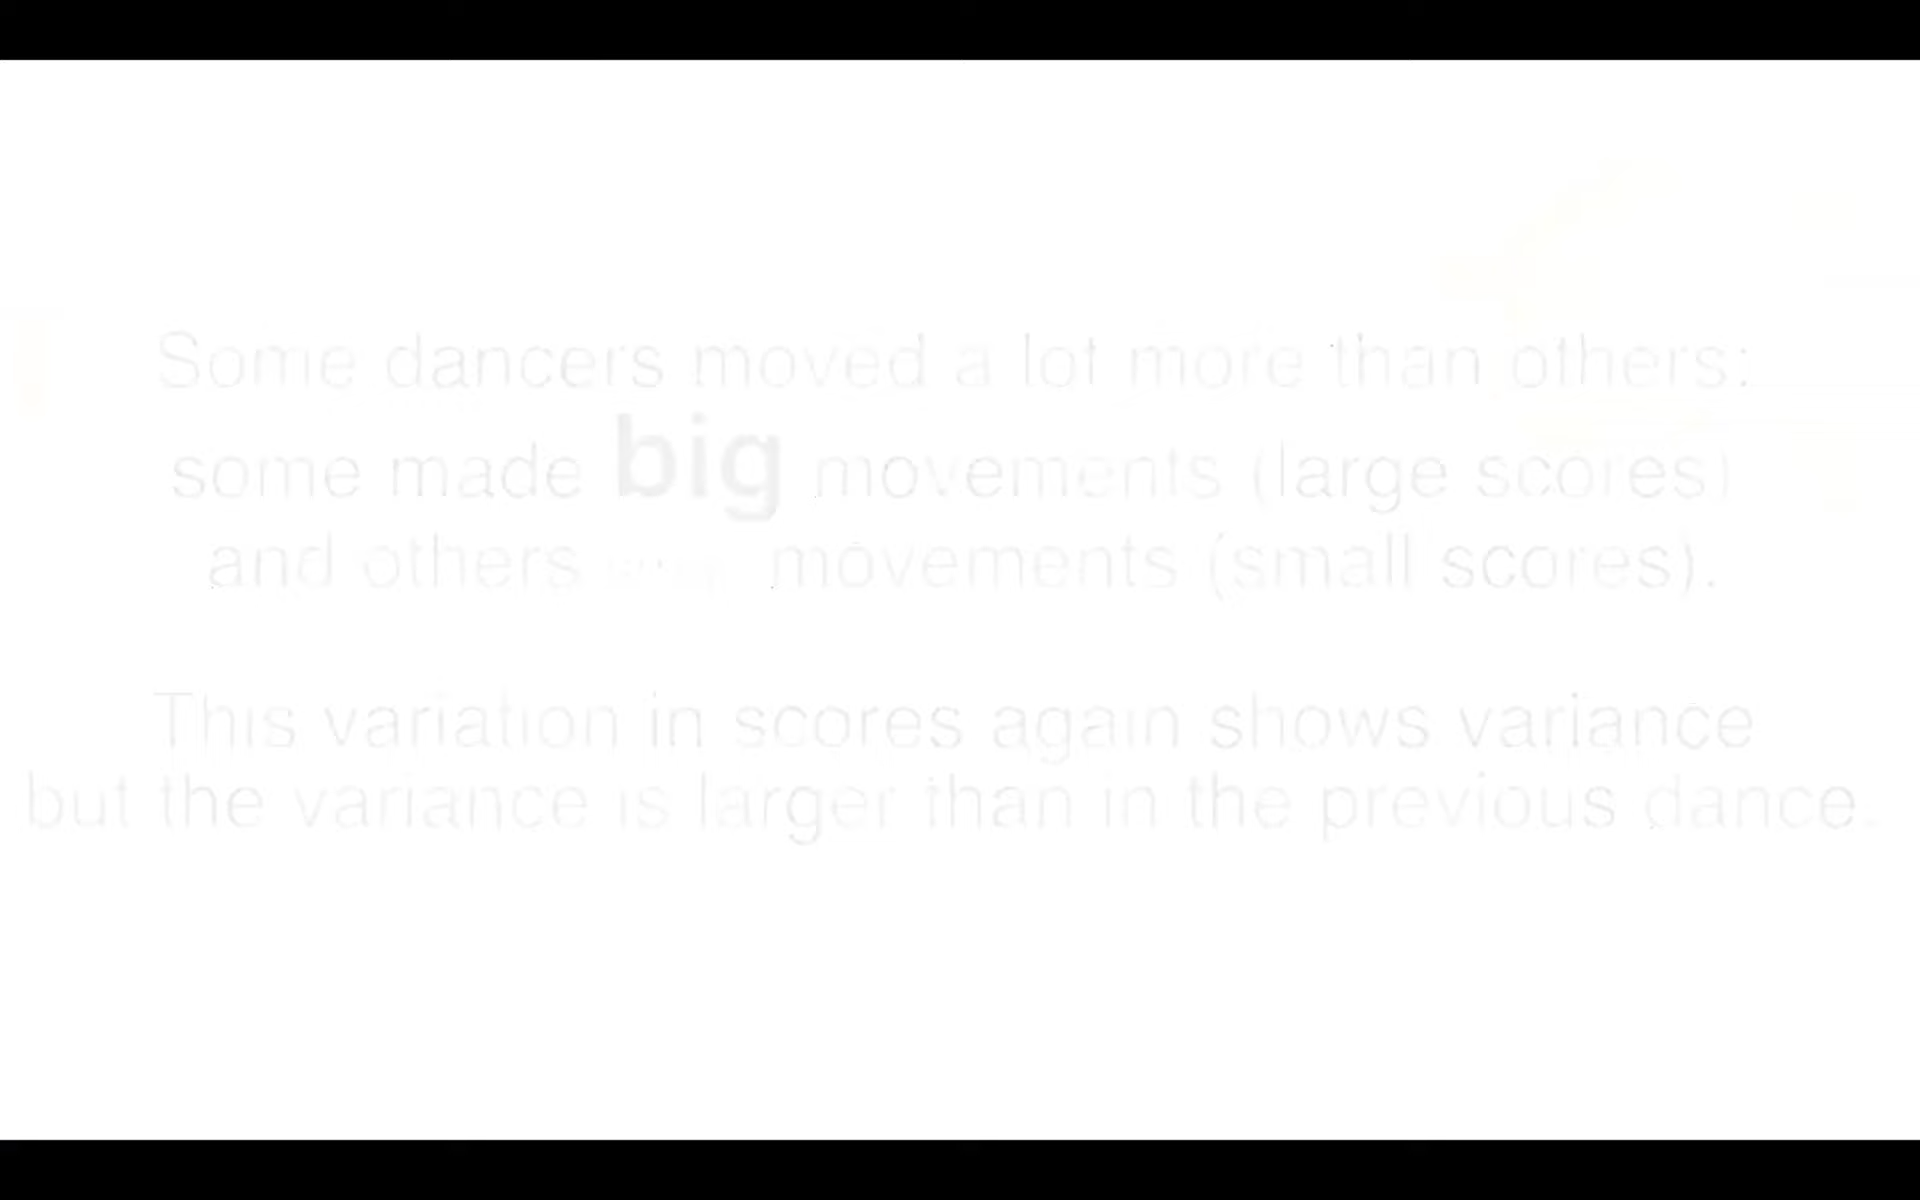 Some dancers moved a lot more than others:
some made big movements (large scores)
and others movements (small scores).
This variation in scores again shows variance
but the variance is larger than in the previous dance.